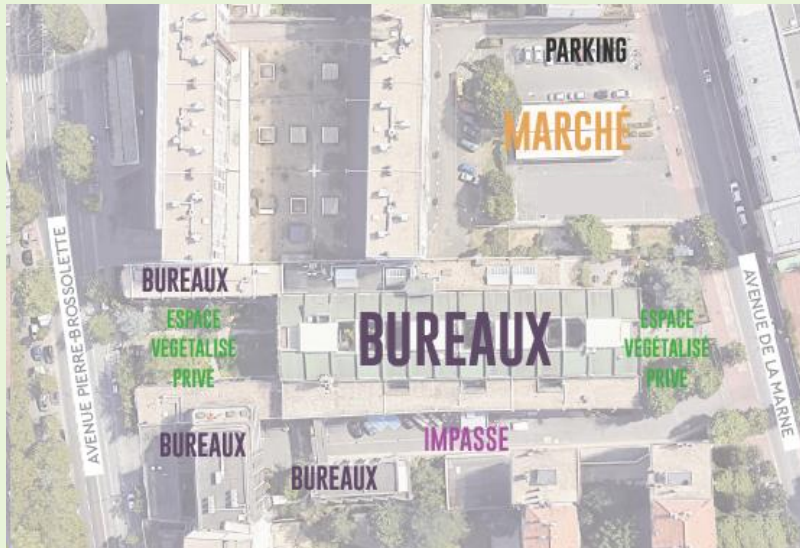 PARKING
MARCHÉ
AVENUE PIERRE-BROSSOLETTE
BUREAUX
ESPACE
VÉGÉTALISÉ
PRIVÉ
BUREAUX
ESPACE
VÉGÉTALISÉ
PRIVÉ
AVENUE DE LA MARNE
BUREAUX
IMPASSE
BUREAUX